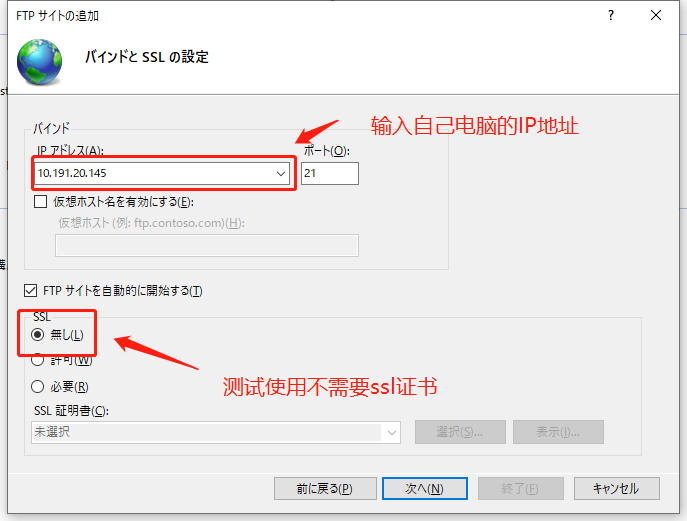 FTP サイトの追加
バインドと SSL の設定
バインド
IP アドレス(A):
ポート(O):
输入自己电脑的IP地址
10.191.20.145
21
仮想ホスト名を有効にする(E):
仮想ホスト (例: ftp.contoso.com)(H):
FTP サイトを自動的に開始する(T)
SSL
無し(L)
許可(W)
必要(R)
测试使用不需要ssl证书
SSL 証明書(C):
未選択
選択(S)...
表示(I)...
前に戻る(P)
次へ(N)
終了(F)
キャンセル